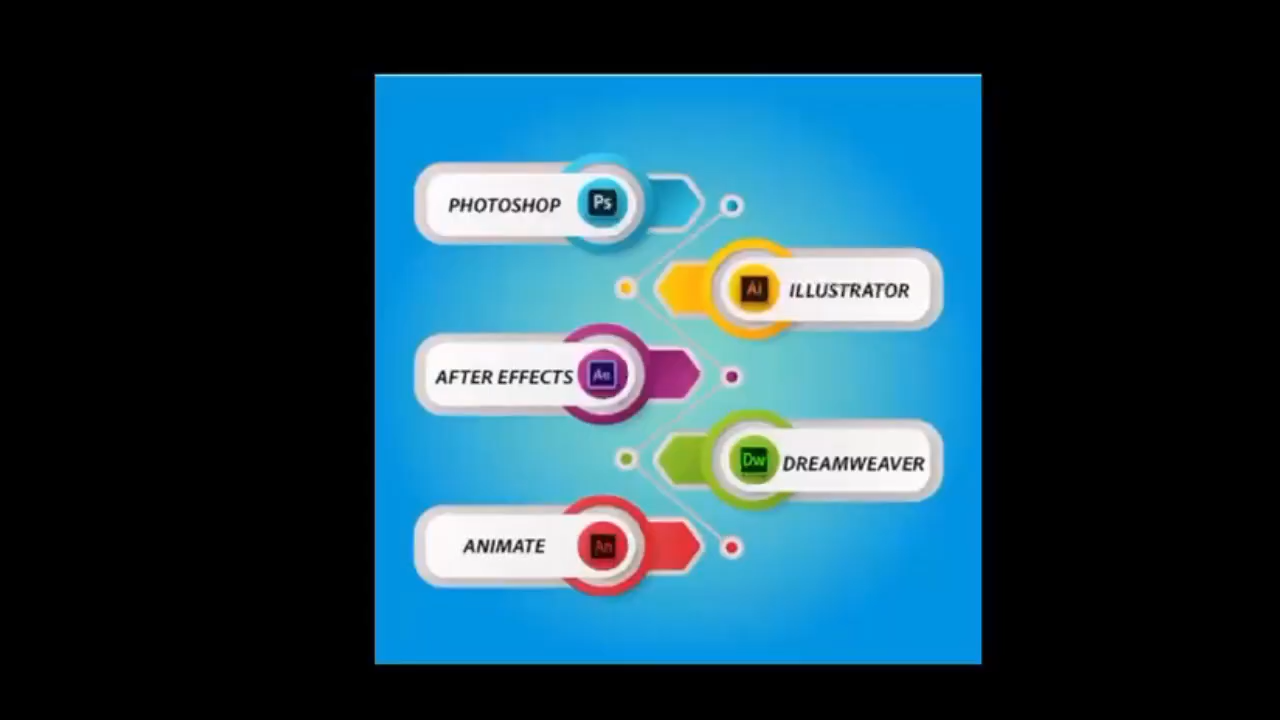 PHOTOSHOP Ps
Ai ILLUSTRATOR
AFTER EFFECTS Ae
Dw DREAMWEAVER
ANIMATE An